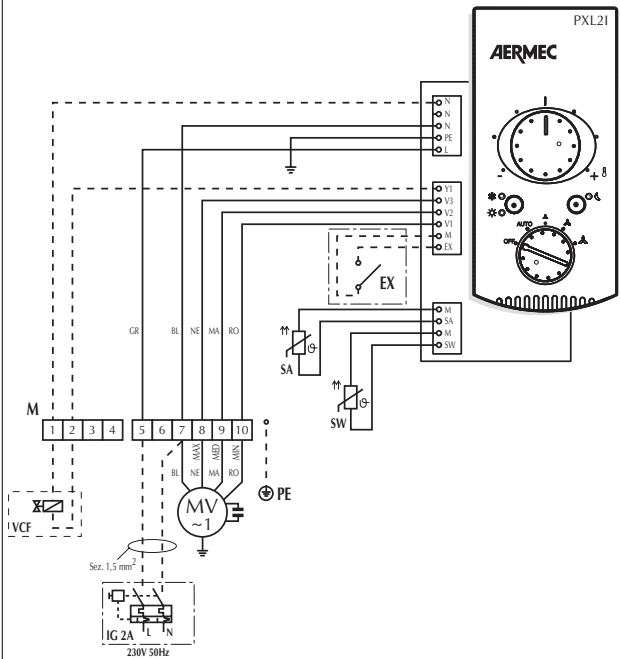 PXL2I
AERMEC
N
N
N
PE
L
- +
AUTO
OFF
Y1
V3
V2
V1
M
EX
EX
M
SA
M
SW
SA
SW
GR BL NE MA RO
M
1 2 3 4 5 6 7 8 9 10
MAX MED MIN
BL NE MA RO
PE
MV
~1
VCF
Sez. 1,5 mm2
IG 2A L N
230V 50Hz